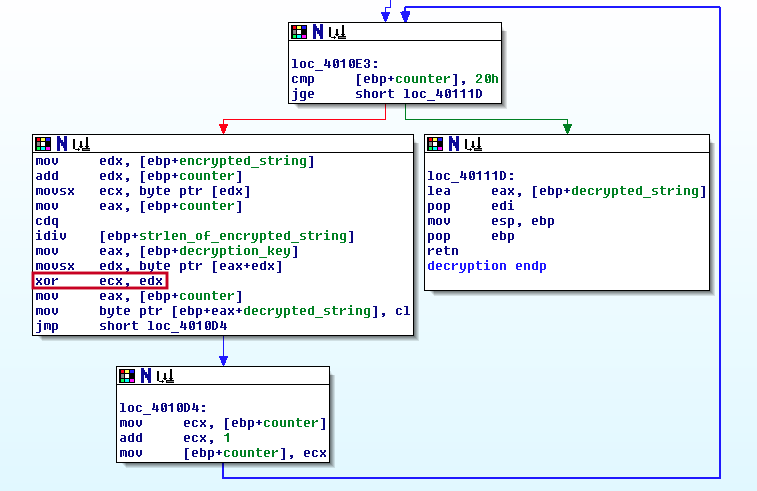 loc_4010E3:
cmp [ebp+counter], 20h
jge short loc_40111D
mov edx, [ebp+encrypted_string]
add edx, [ebp+counter]
movsx ecx, byte ptr [edx]
mov eax, [ebp+counter]
cdq
idiv [ebp+strlen_of_encrypted_string]
mov eax, [ebp+decryption_key]
movsx edx, byte ptr [eax+edx]
xor ecx, edx
mov eax, [ebp+counter]
mov byte ptr [ebp+eax+decrypted_string], cl
jmp short loc_4010D4
loc_40111D:
lea eax, [ebp+decrypted_string]
pop edi
mov esp, ebp
pop ebp
retn
decryption endp
loc_4010D4:
mov ecx, [ebp+counter]
add ecx, 1
mov [ebp+counter], ecx